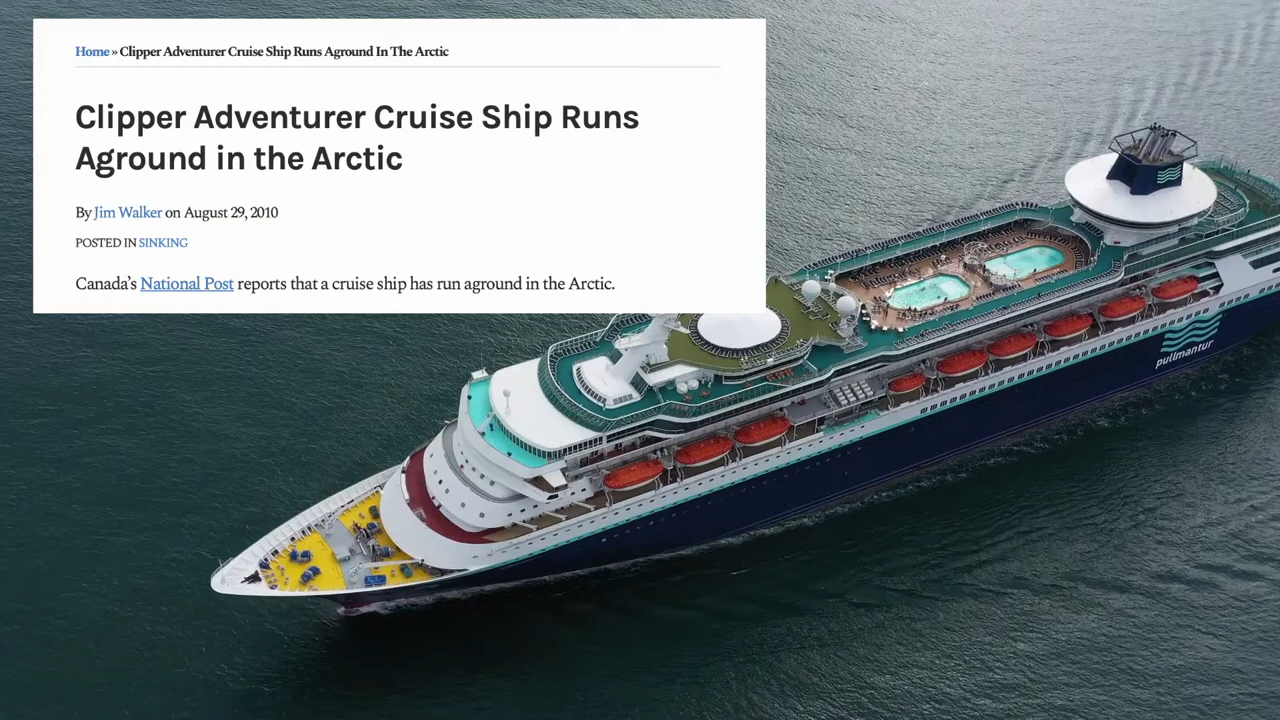 Home » Clipper Adventurer Cruise Ship Runs Aground In The Arctic
Clipper Adventurer Cruise Ship Runs
Aground in the Arctic
By Jim Walker on August 29, 2010
POSTED IN SINKING
Canada's National Post reports that a cruise ship has run aground in the Arctic.
pullmantur